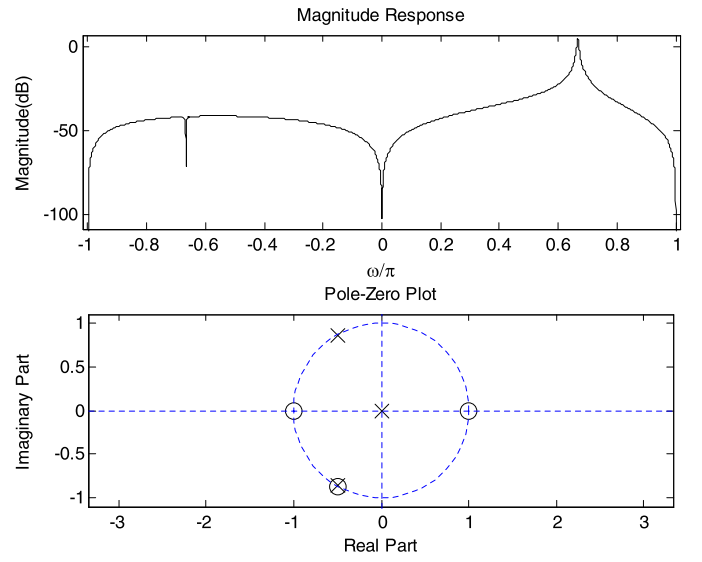 Magnitude Response
Magnitude(dB)
0
-50
-100
-1 -0.8 -0.6 -0.4 -0.2 0 0.2 0.4 0.6 0.8 1
ω/π
Pole-Zero Plot
Imaginary Part
1
0.5
0
-0.5
-1
-3 -2 -1 0 1 2 3
Real Part